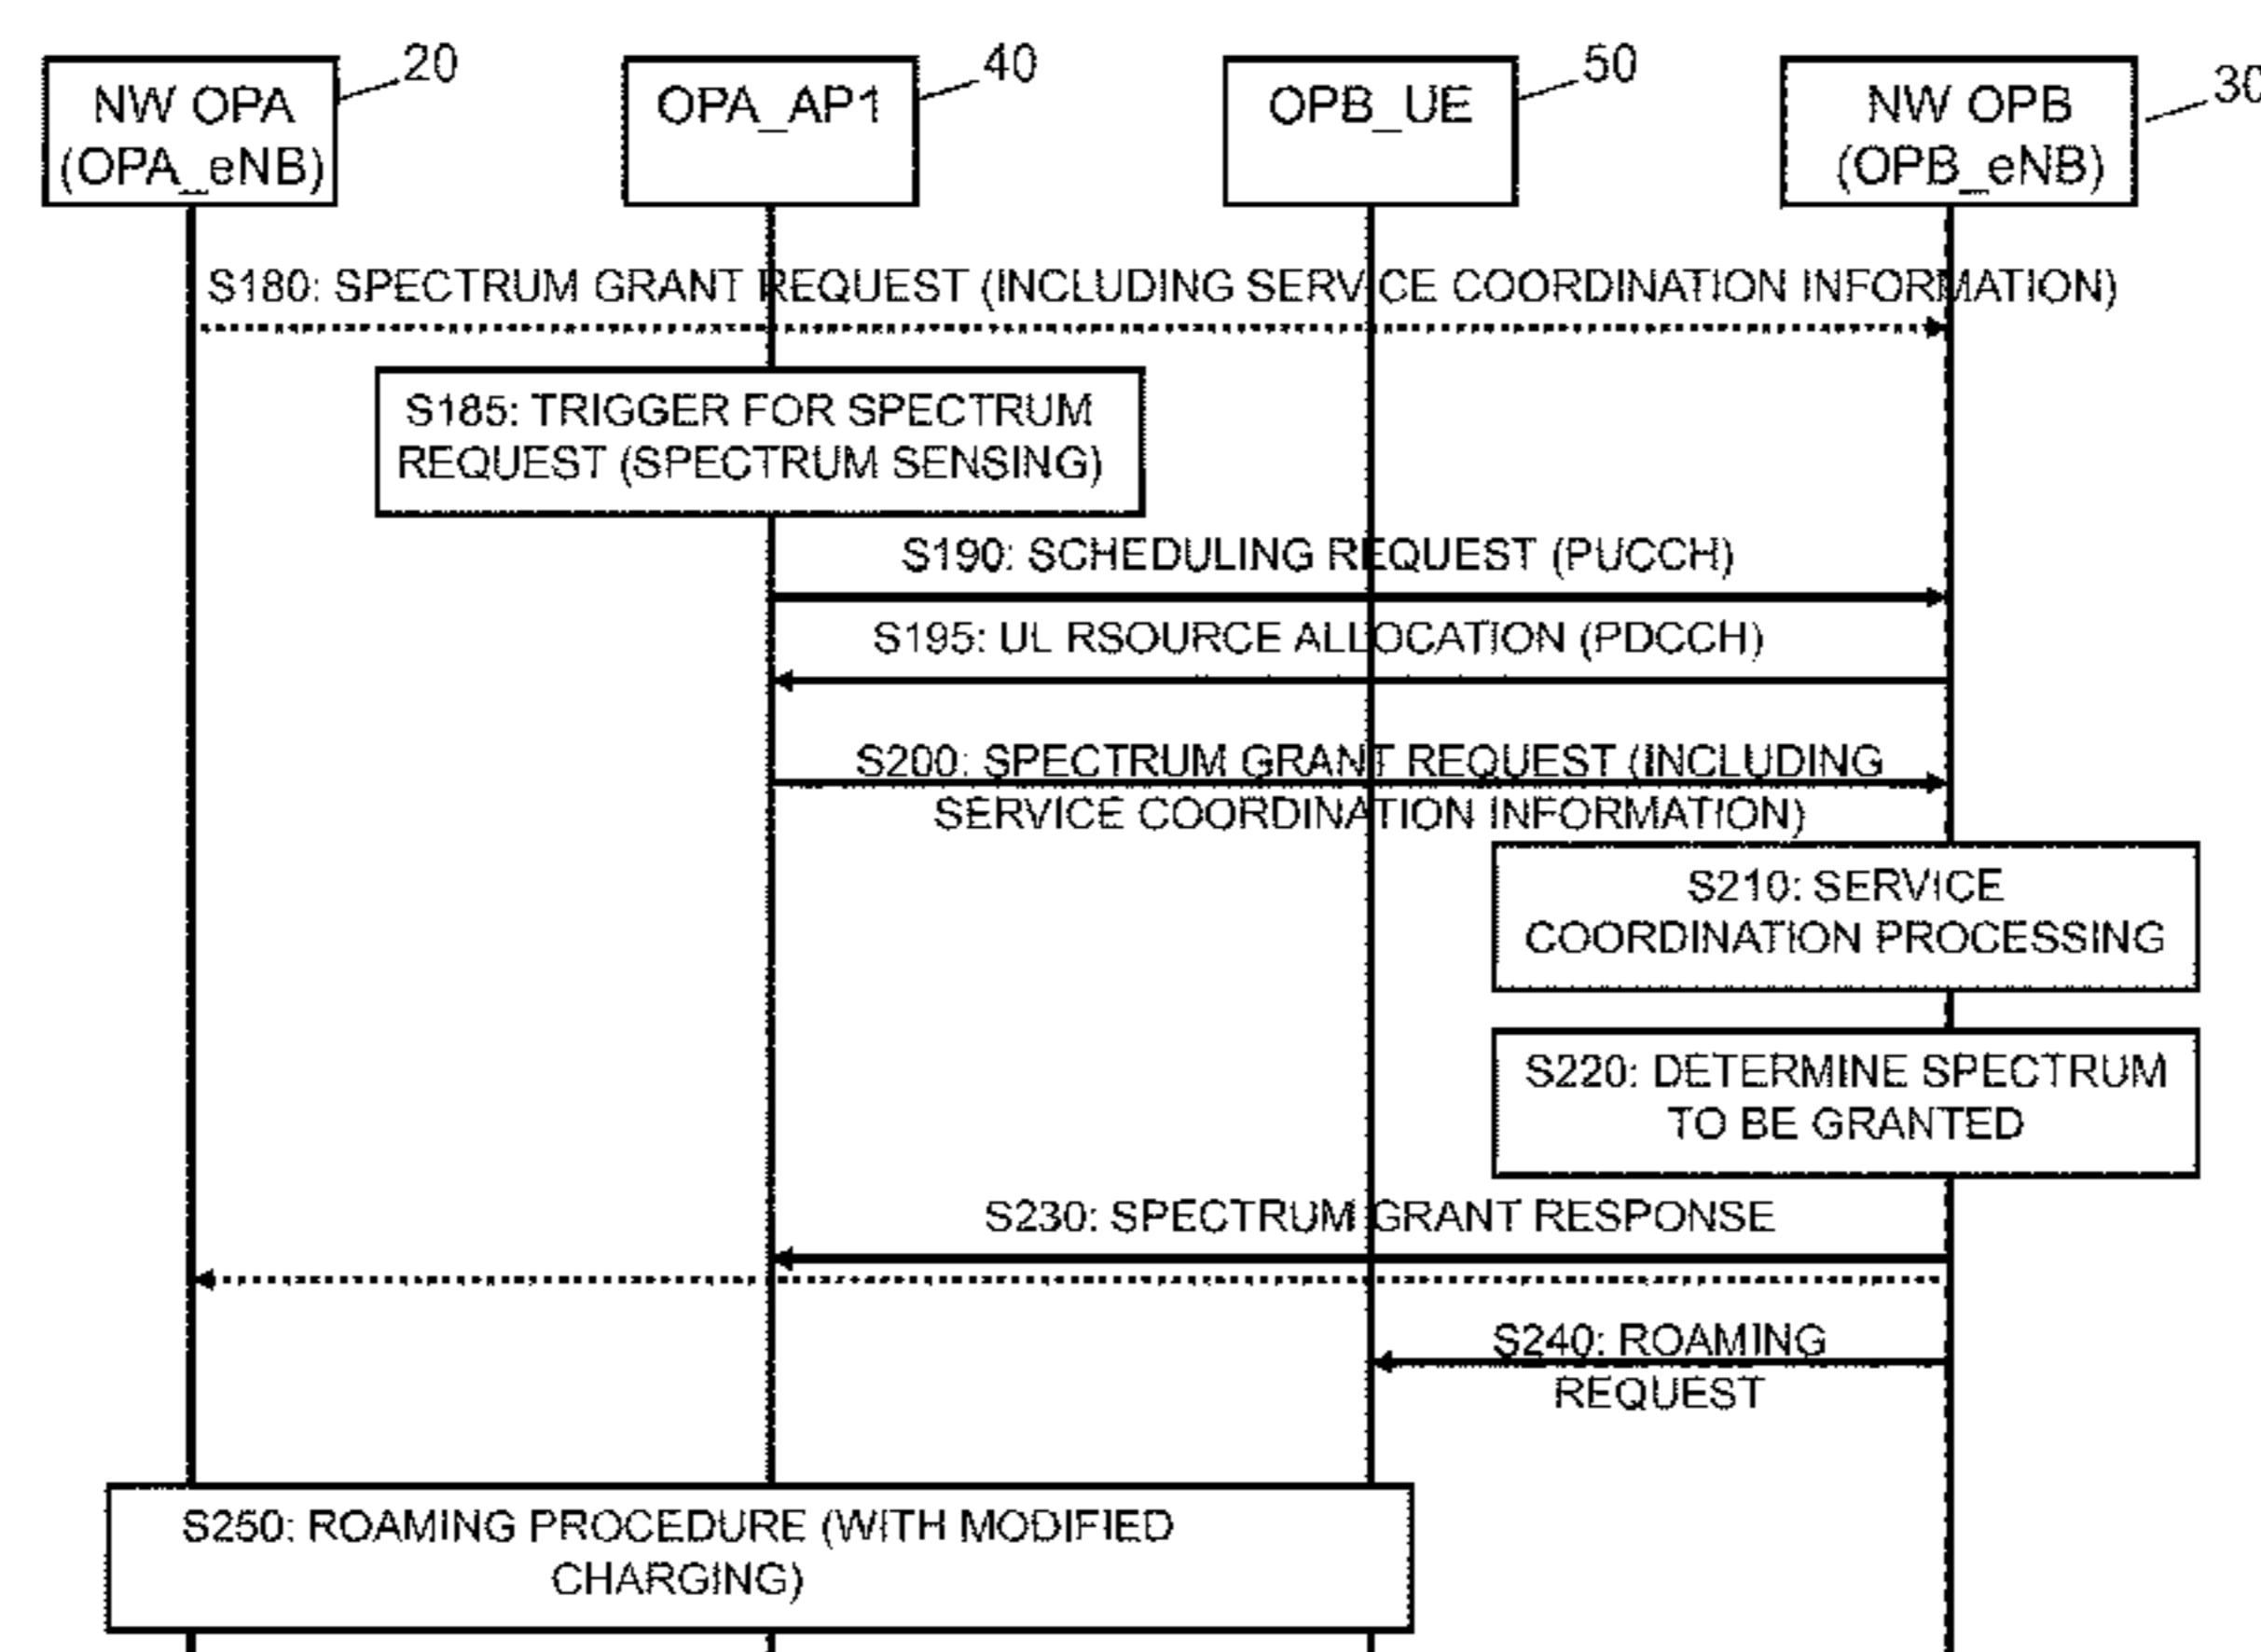 20
40
50
30
NW OPA
(OPA_eNB)
OPA_AP1
OPB_UE
NW OPB
(OPB_eNB)
S180: SPECTRUM GRANT REQUEST (INCLUDING SERVICE COORDINATION INFORMATION)
S185: TRIGGER FOR SPECTRUM
REQUEST (SPECTRUM SENSING)
S190: SCHEDULING REQUEST (PUCCH)
S195: UL RSOURCE ALLOCATION (PDCCH)
S200: SPECTRUM GRANT REQUEST (INCLUDING
SERVICE COORDINATION INFORMATION)
S210: SERVICE
COORDINATION PROCESSING
S220: DETERMINE SPECTRUM
TO BE GRANTED
S230: SPECTRUM GRANT RESPONSE
S240: ROAMING
REQUEST
S250: ROAMING PROCEDURE (WITH MODIFIED
CHARGING)